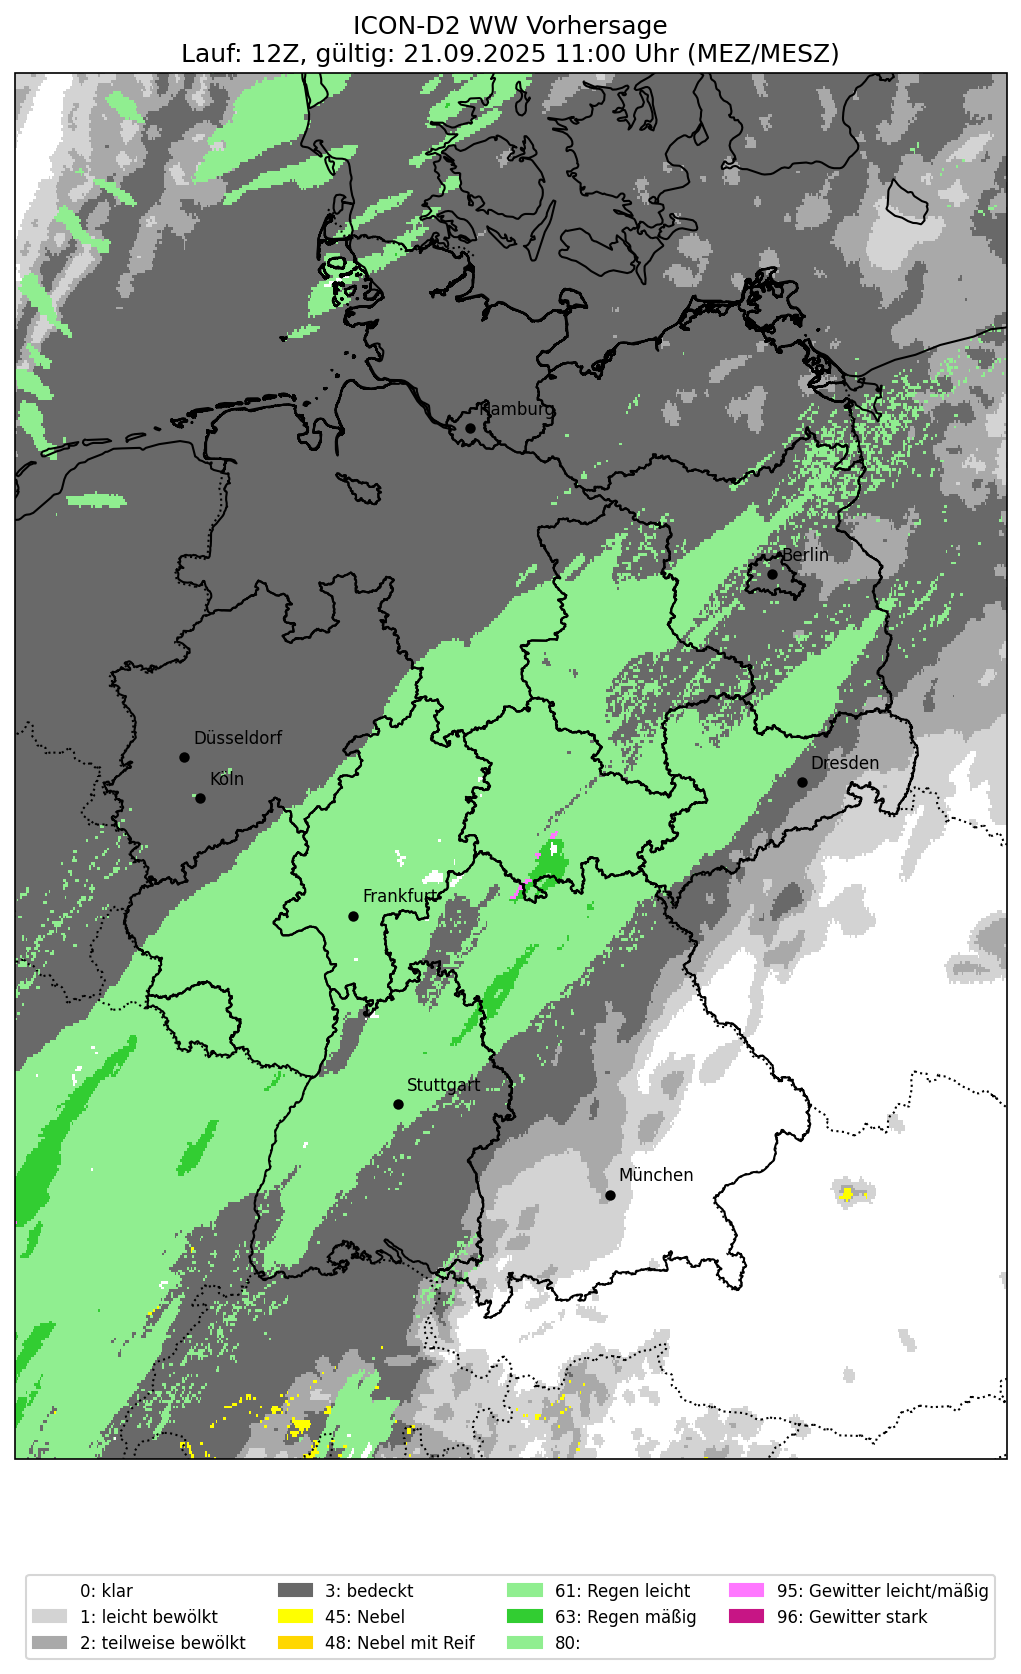 ICON-D2 WW Vorhersage
Lauf: 12Z, gültig: 21.09.2025 11:00 Uhr (MEZ/MESZ)
Hamburg
Berlin
Düsseldorf
Köln
Dresden
Frankfurt
Stuttgart
München
0: klar
1: leicht bewölkt
2: teilweise bewölkt
3: bedeckt
45: Nebel
48: Nebel mit Reif
61: Regen leicht
63: Regen mäßig
80:
95: Gewitter leicht/mäßig
96: Gewitter stark